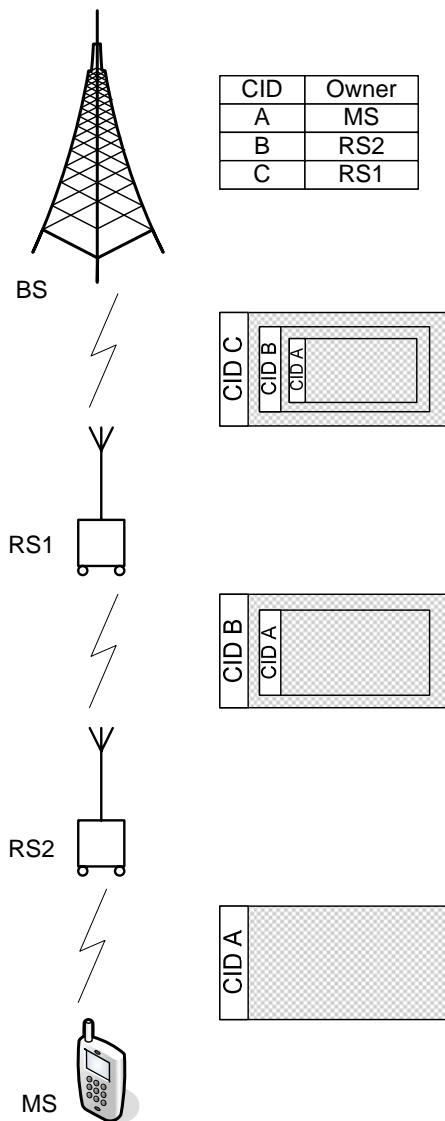 CID Owner
A MS
B RS2
C RS1
BS
CID C
CID B
CID A
RS1
CID B
CID A
RS2
CID A
MS